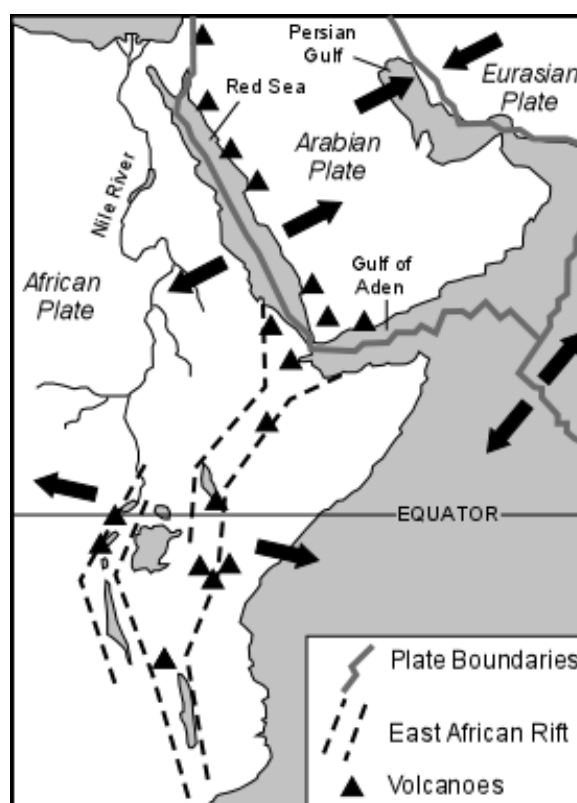 Persian
Gulf
Eurasian
Plate
Red Sea
Arabian
Plate
Nile River
African
Plate
Gulf of
Aden
EQUATOR
Plate Boundaries
East African Rift
Volcanoes